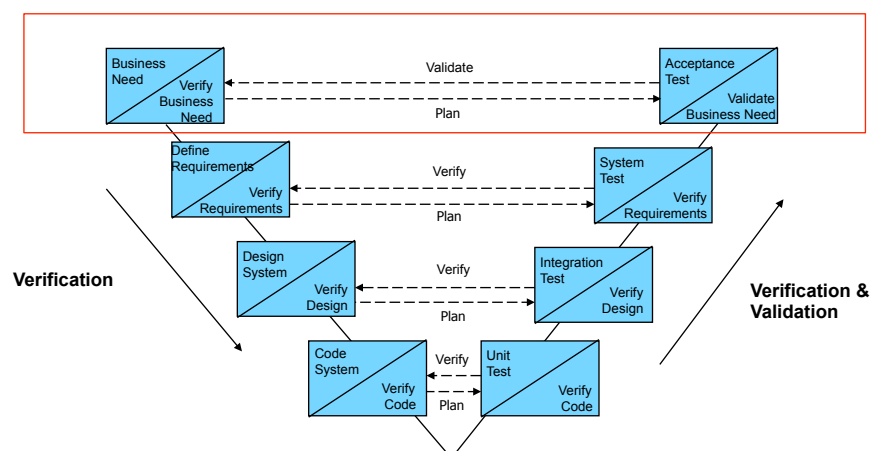 Business
Need
Verify
Business
Need
Validate
Plan
Acceptance
Test
Validate
Business Need
Define
Requirements
Verify
Requirements
Verify
Plan
System
Test
Verify
Requirements
Verification
Design
System
Verify
Design
Verify
Plan
Integration
Test
Verify
Design
Verification &
Validation
Code
System
Verify
Code
Verify
Plan
Unit
Test
Verify
Code